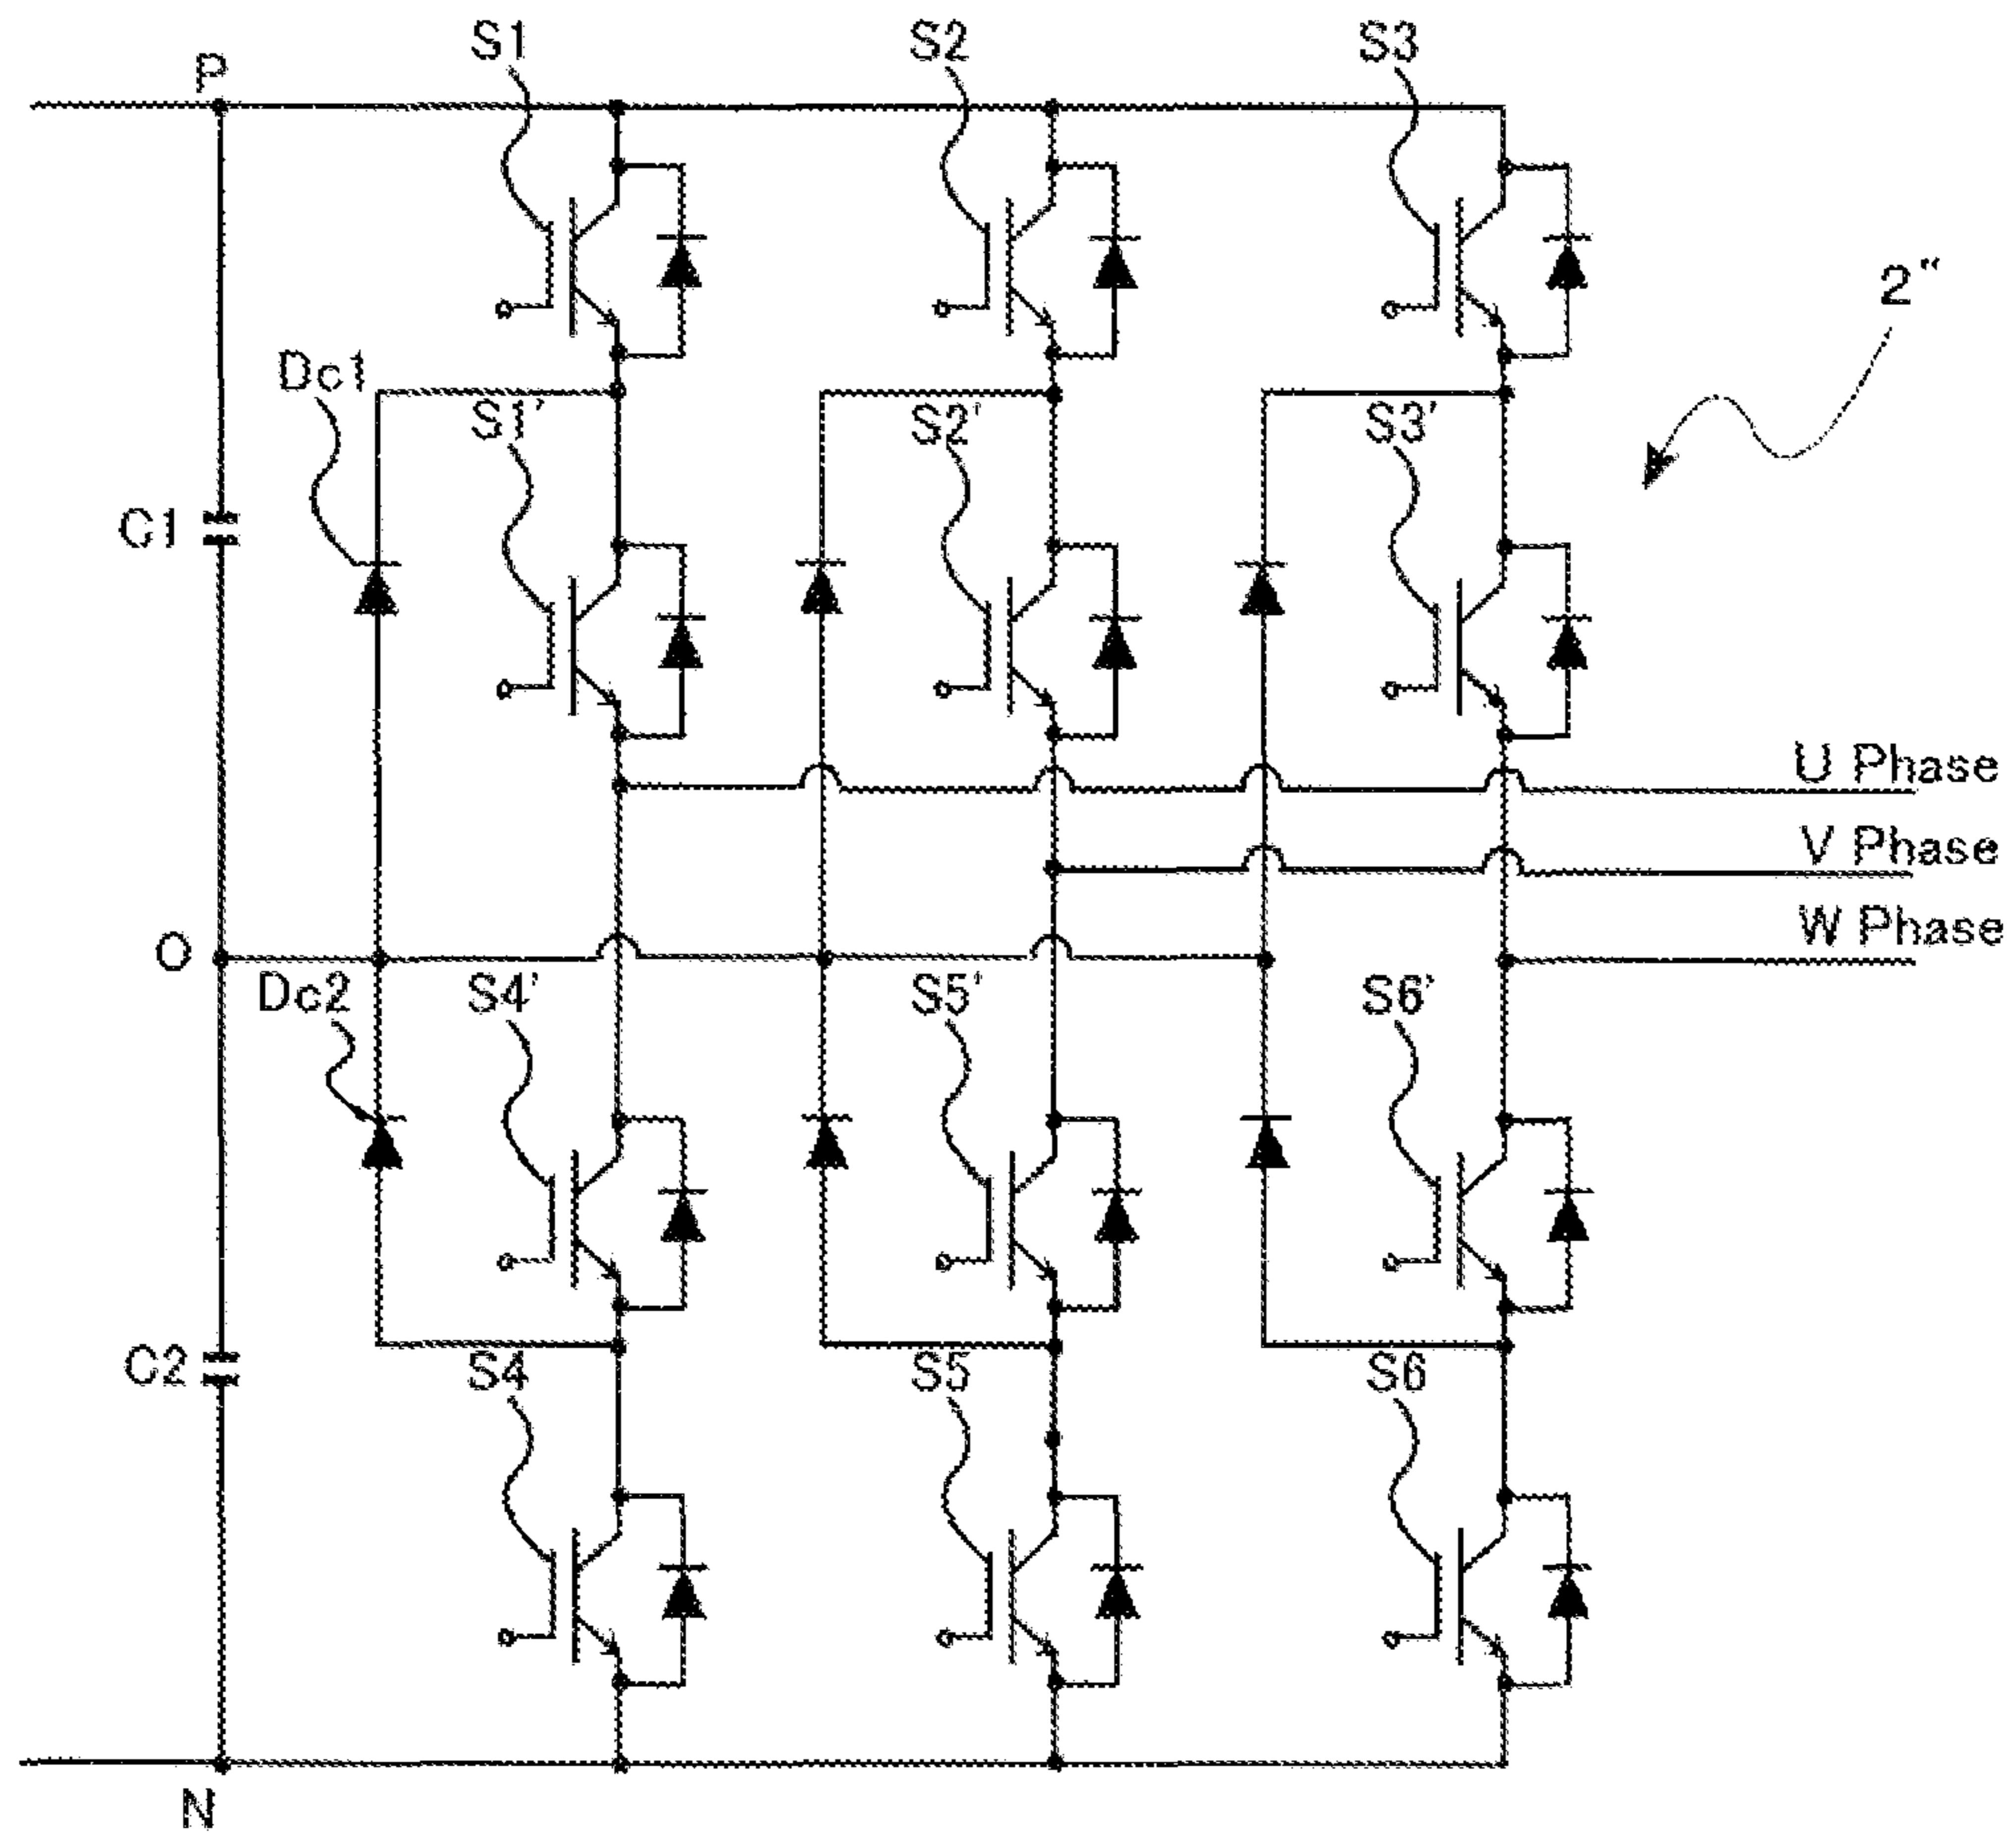 S1
S2
S3
P
2"
Dc1
S1'
S2'
S3'
C1
U Phase
V Phase
W Phase
O
Dc2
S4'
S5'
S6'
C2
S4
S5
S6
N